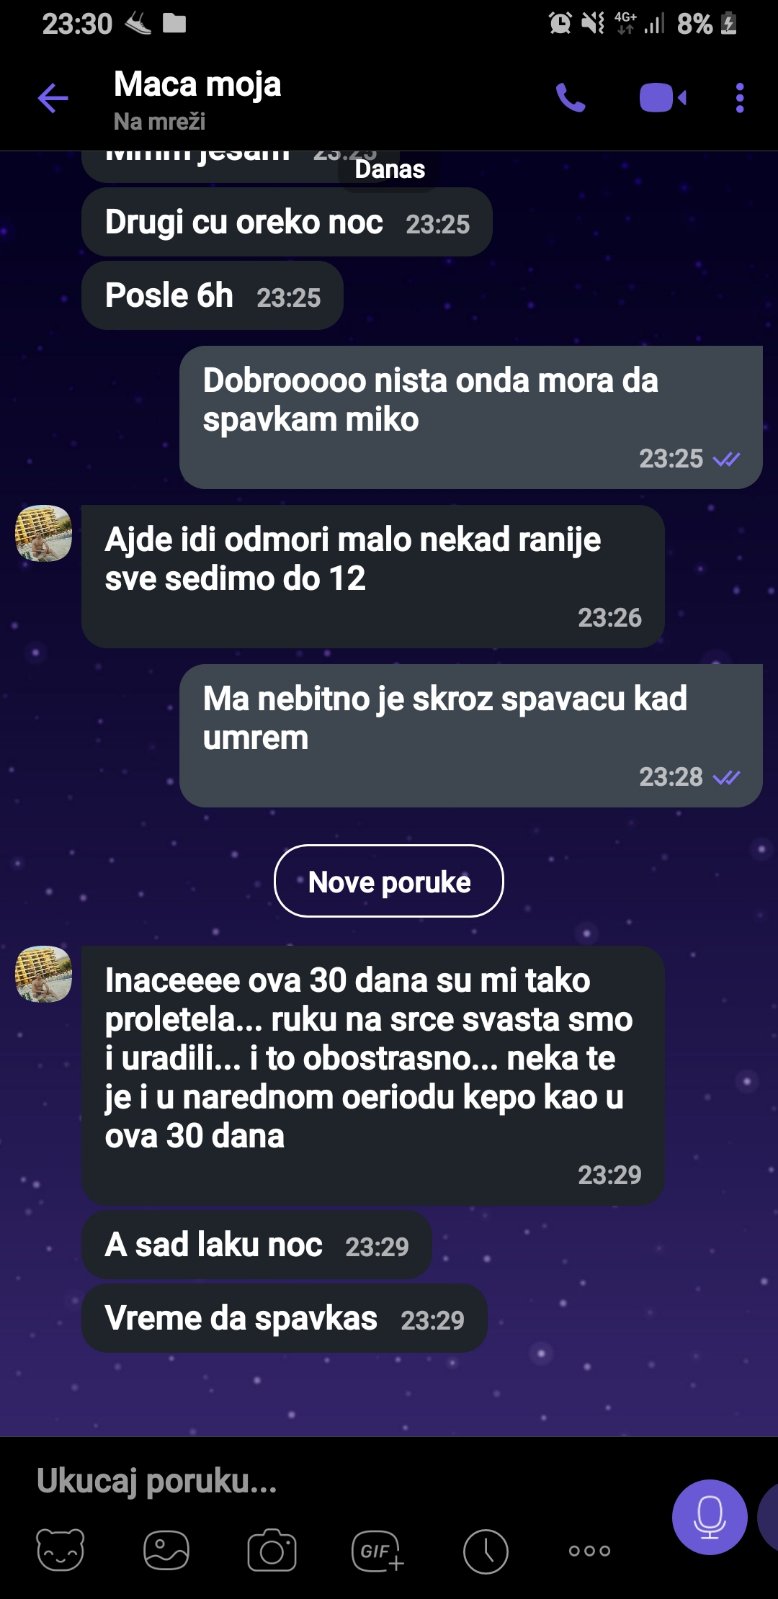 23:30
4G+
8%
Maca moja
Na mreži
Mmm jesam 23:25
Danas
Drugi cu oreko noc 23:25
Posle 6h 23:25
Dobrooooo nista onda mora da
spavkam miko
23:25
Ajde idi odmori malo nekad ranije
sve sedimo do 12
23:26
Ma nebitno je skroz spavacu kad
umrem
23:28
Nove poruke
Inaceeee ova 30 dana su mi tako
proletela... ruku na srce svasta smo
i uradili... i to obostrasno... neka te
je i u narednom oeriodu kepo kao u
ova 30 dana
23:29
A sad laku noc 23:29
Vreme da spavkas 23:29
Ukucaj poruku...
GIF